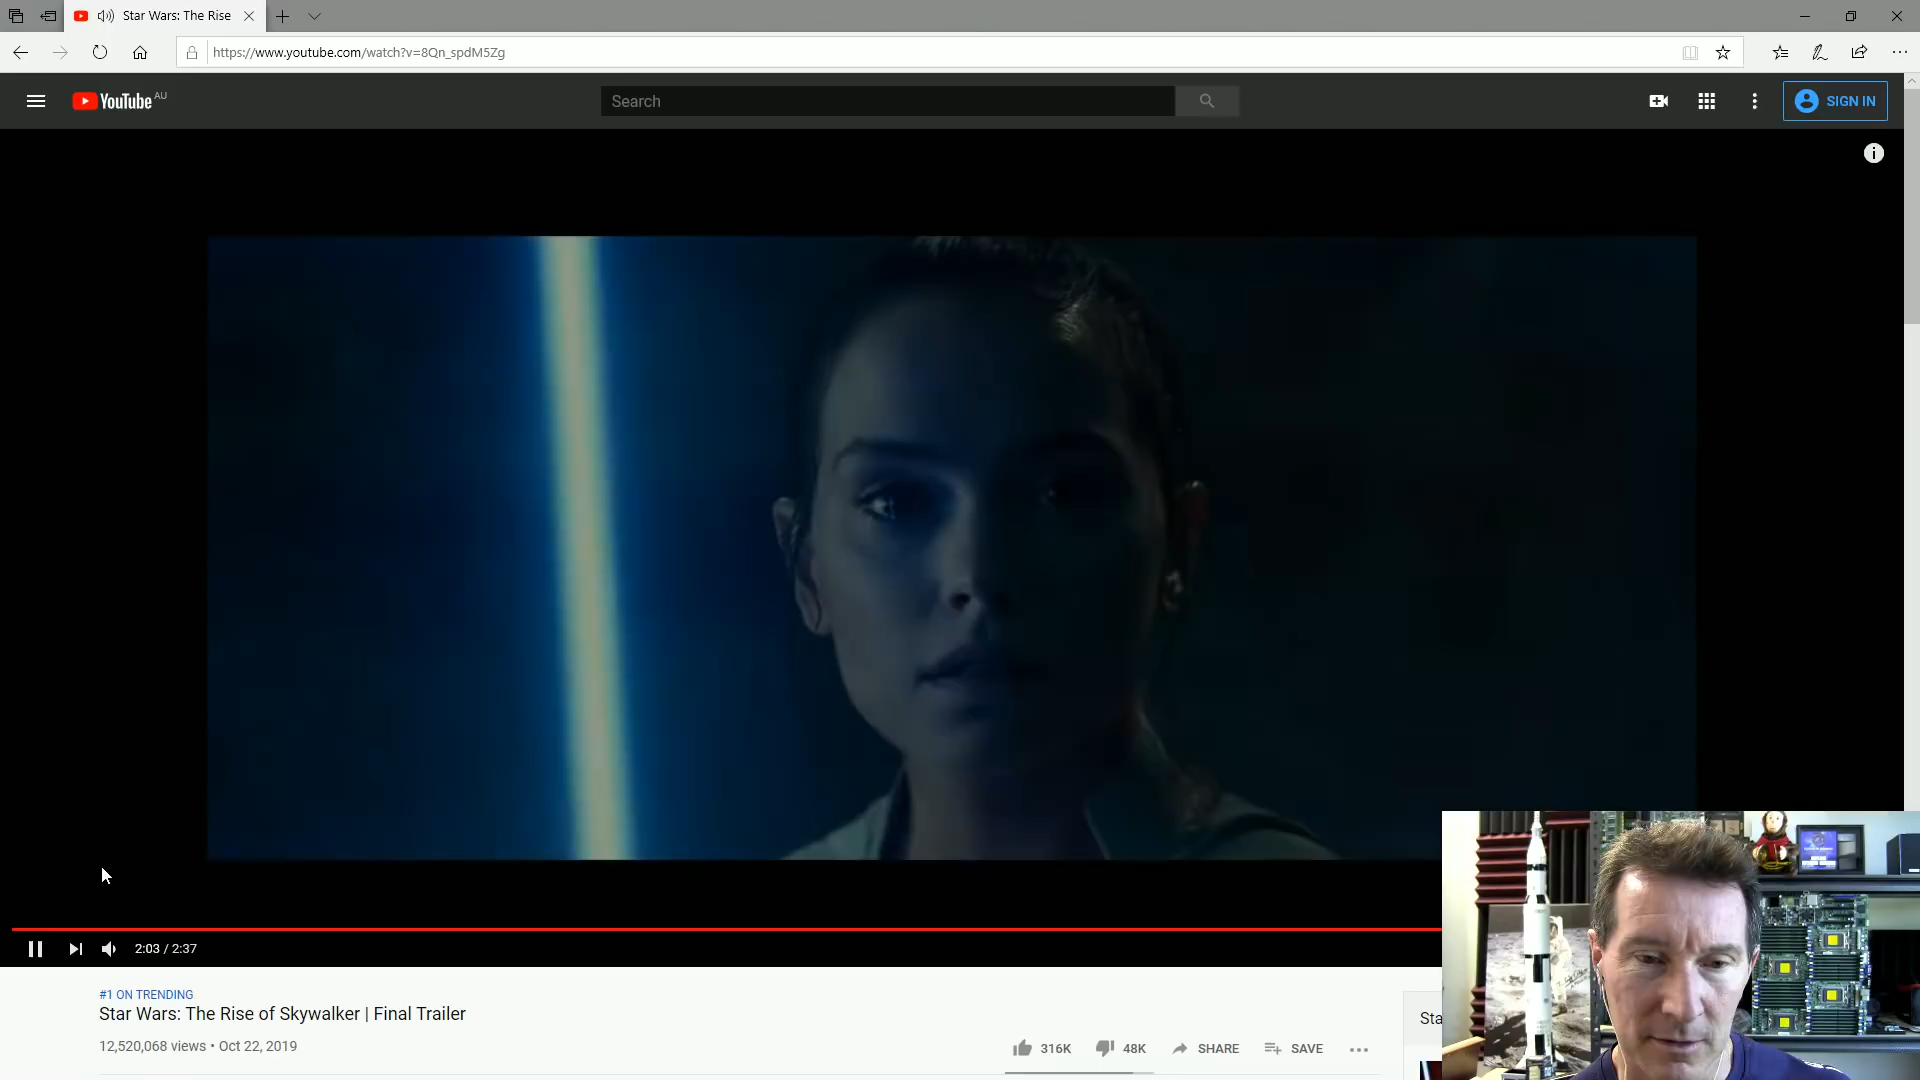 Star Wars: The Rise
https://www.youtube.com/watch?v=8Qn_spdM5Zg
YouTube AU
Search
SIGN IN
2:03 / 2:37
#1 ON TRENDING
Star Wars: The Rise of Skywalker | Final Trailer
12,520,068 views • Oct 22, 2019
316K
48K
SHARE
SAVE
Sta